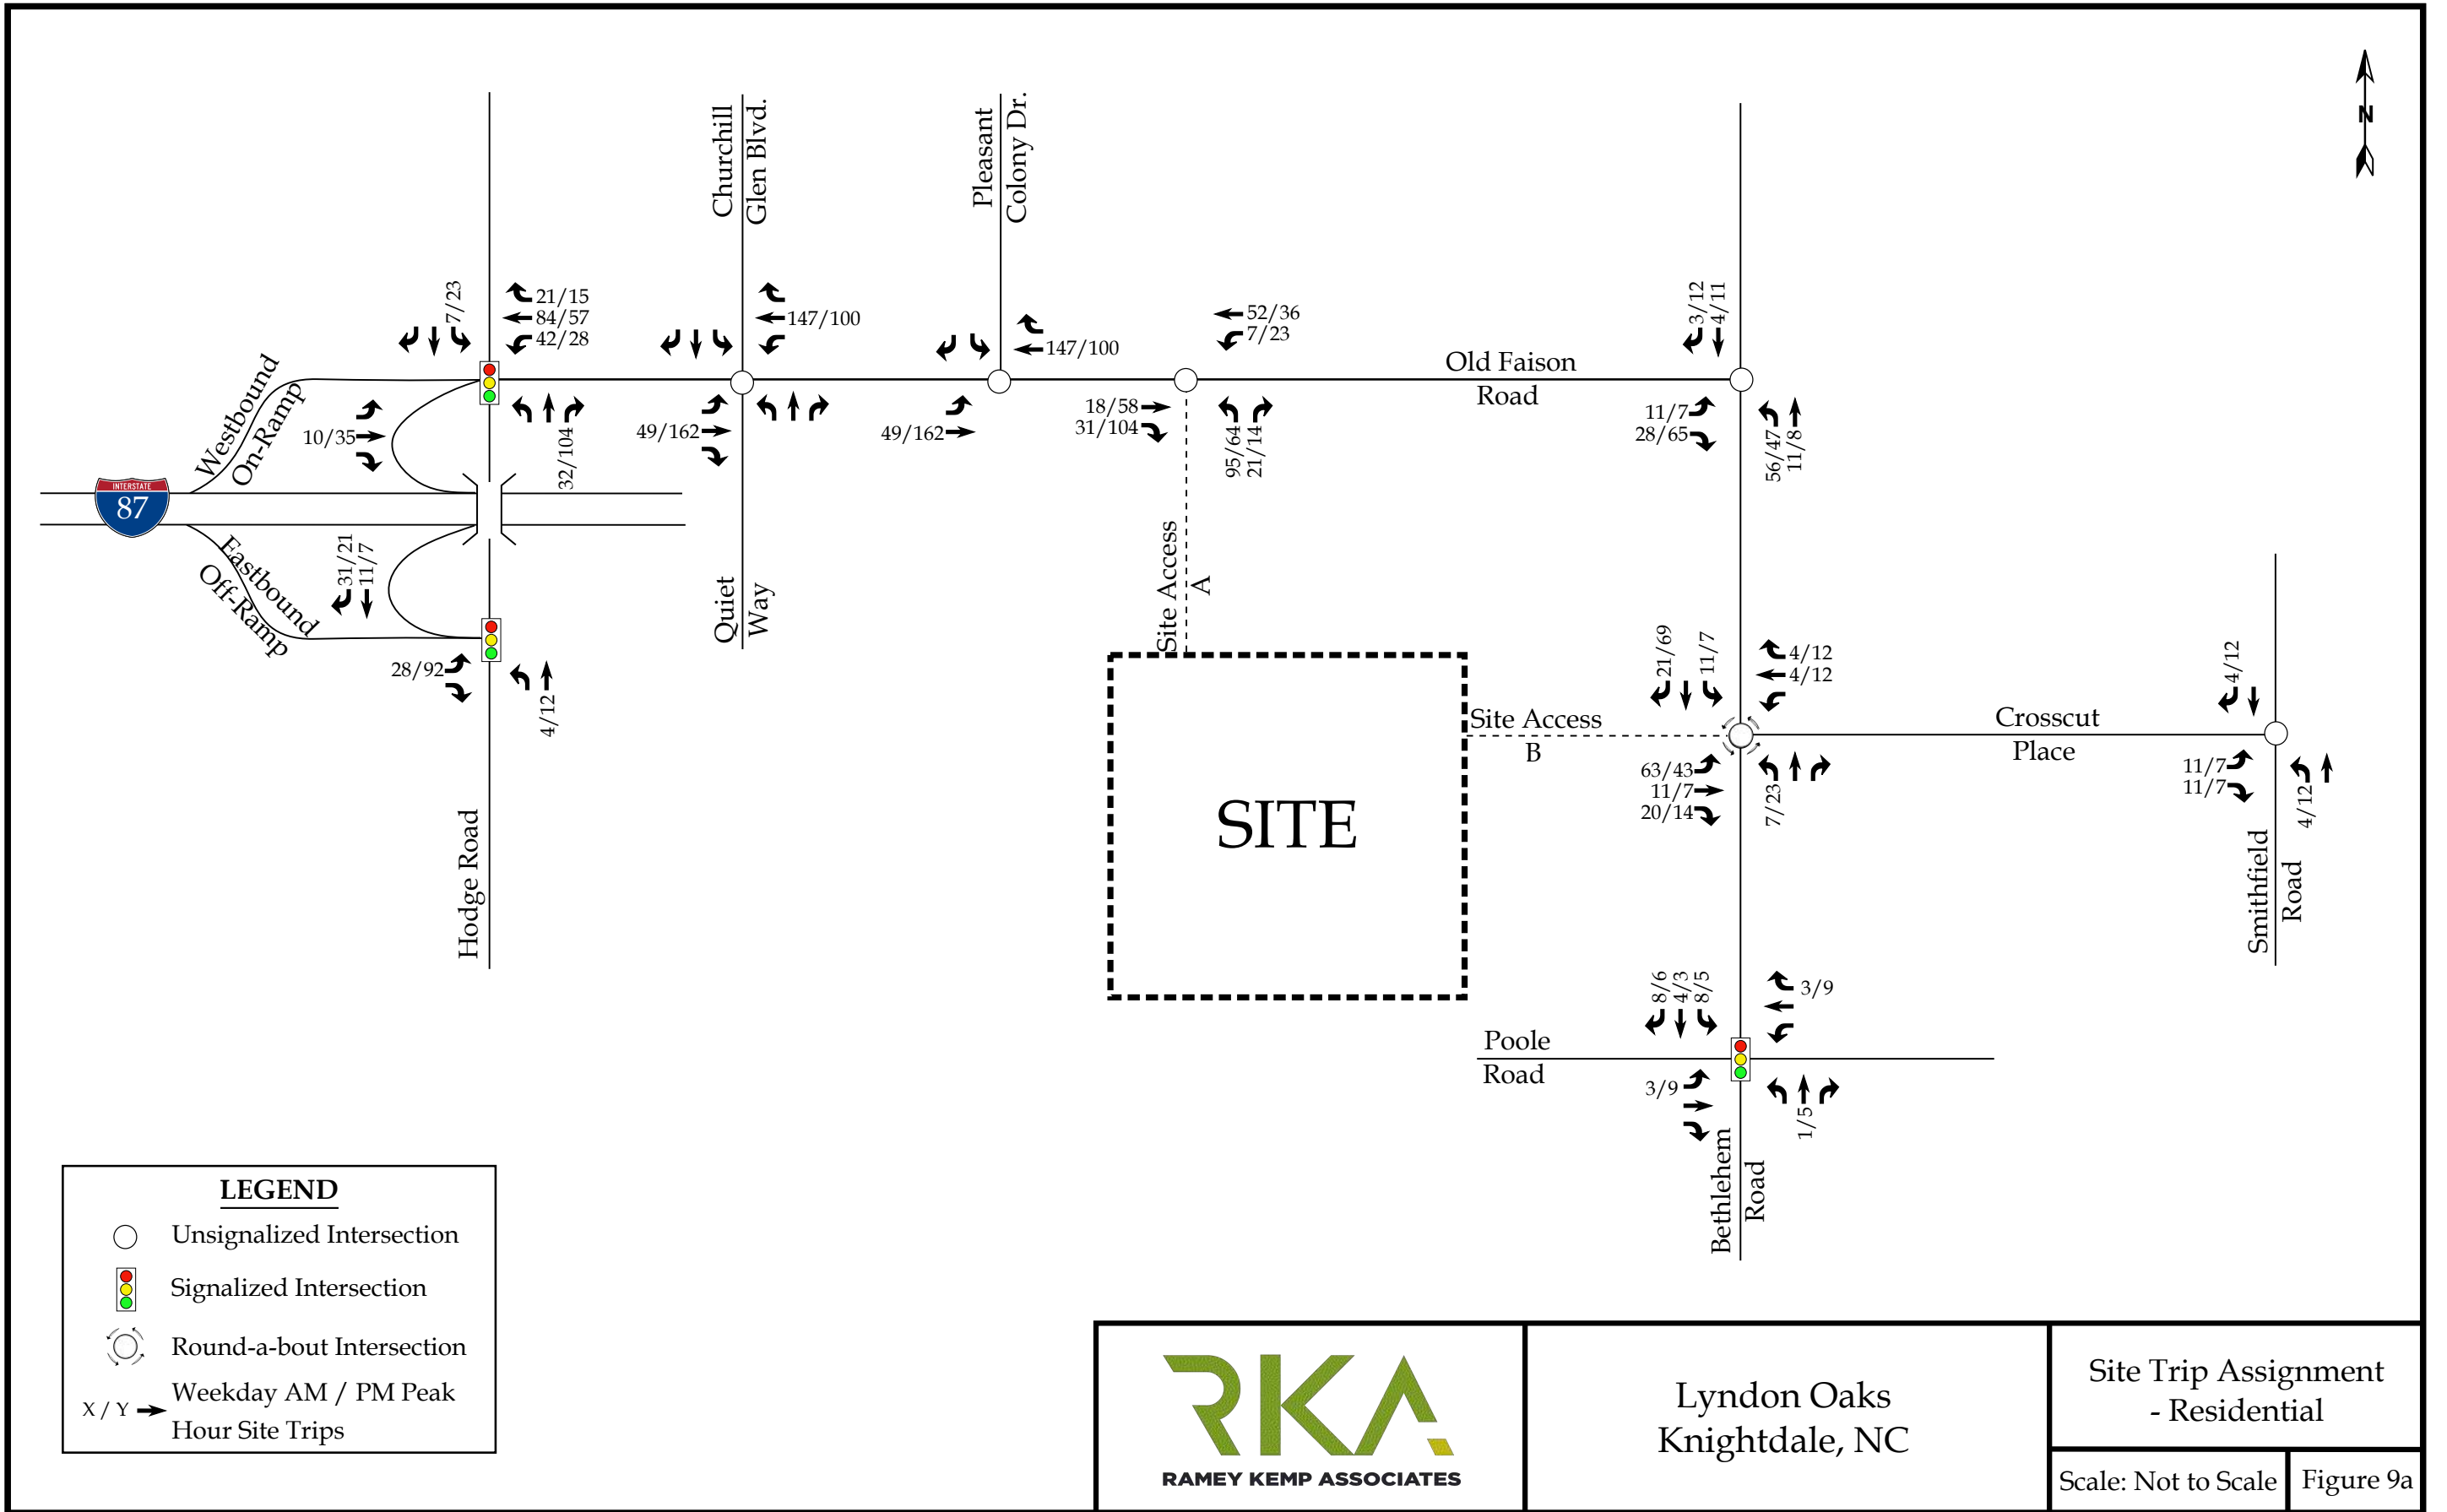 N
Churchill
Glen Blvd.
Pleasant
Colony Dr.
7/23
21/15
84/57
42/28
147/100
147/100
52/36
7/23
3/12
4/11
Old Faison
Road
Westbound
On-Ramp
10/35
32/104
49/162
49/162
18/58
31/104
95/64
21/14
11/7
28/65
56/47
11/8
INTERSTATE
87
Eastbound
Off-Ramp
31/21
11/7
28/92
4/12
Quiet
Way
Site Access
A
Hodge Road
21/69
11/7
4/12
4/12
Site Access
B
63/43
11/7
20/14
7/23
Crosscut
Place
4/12
11/7
11/7
4/12
Smithfield
Road
SITE
8/6
4/3
8/5
3/9
Poole
Road
3/9
1/5
Bethlehem
Road
LEGEND
Unsignalized Intersection
Signalized Intersection
Round-a-bout Intersection
X / Y
Weekday AM / PM Peak
Hour Site Trips
RKA
RAMEY KEMP ASSOCIATES
Lyndon Oaks
Knightdale, NC
Site Trip Assignment
- Residential
Scale: Not to Scale
Figure 9a